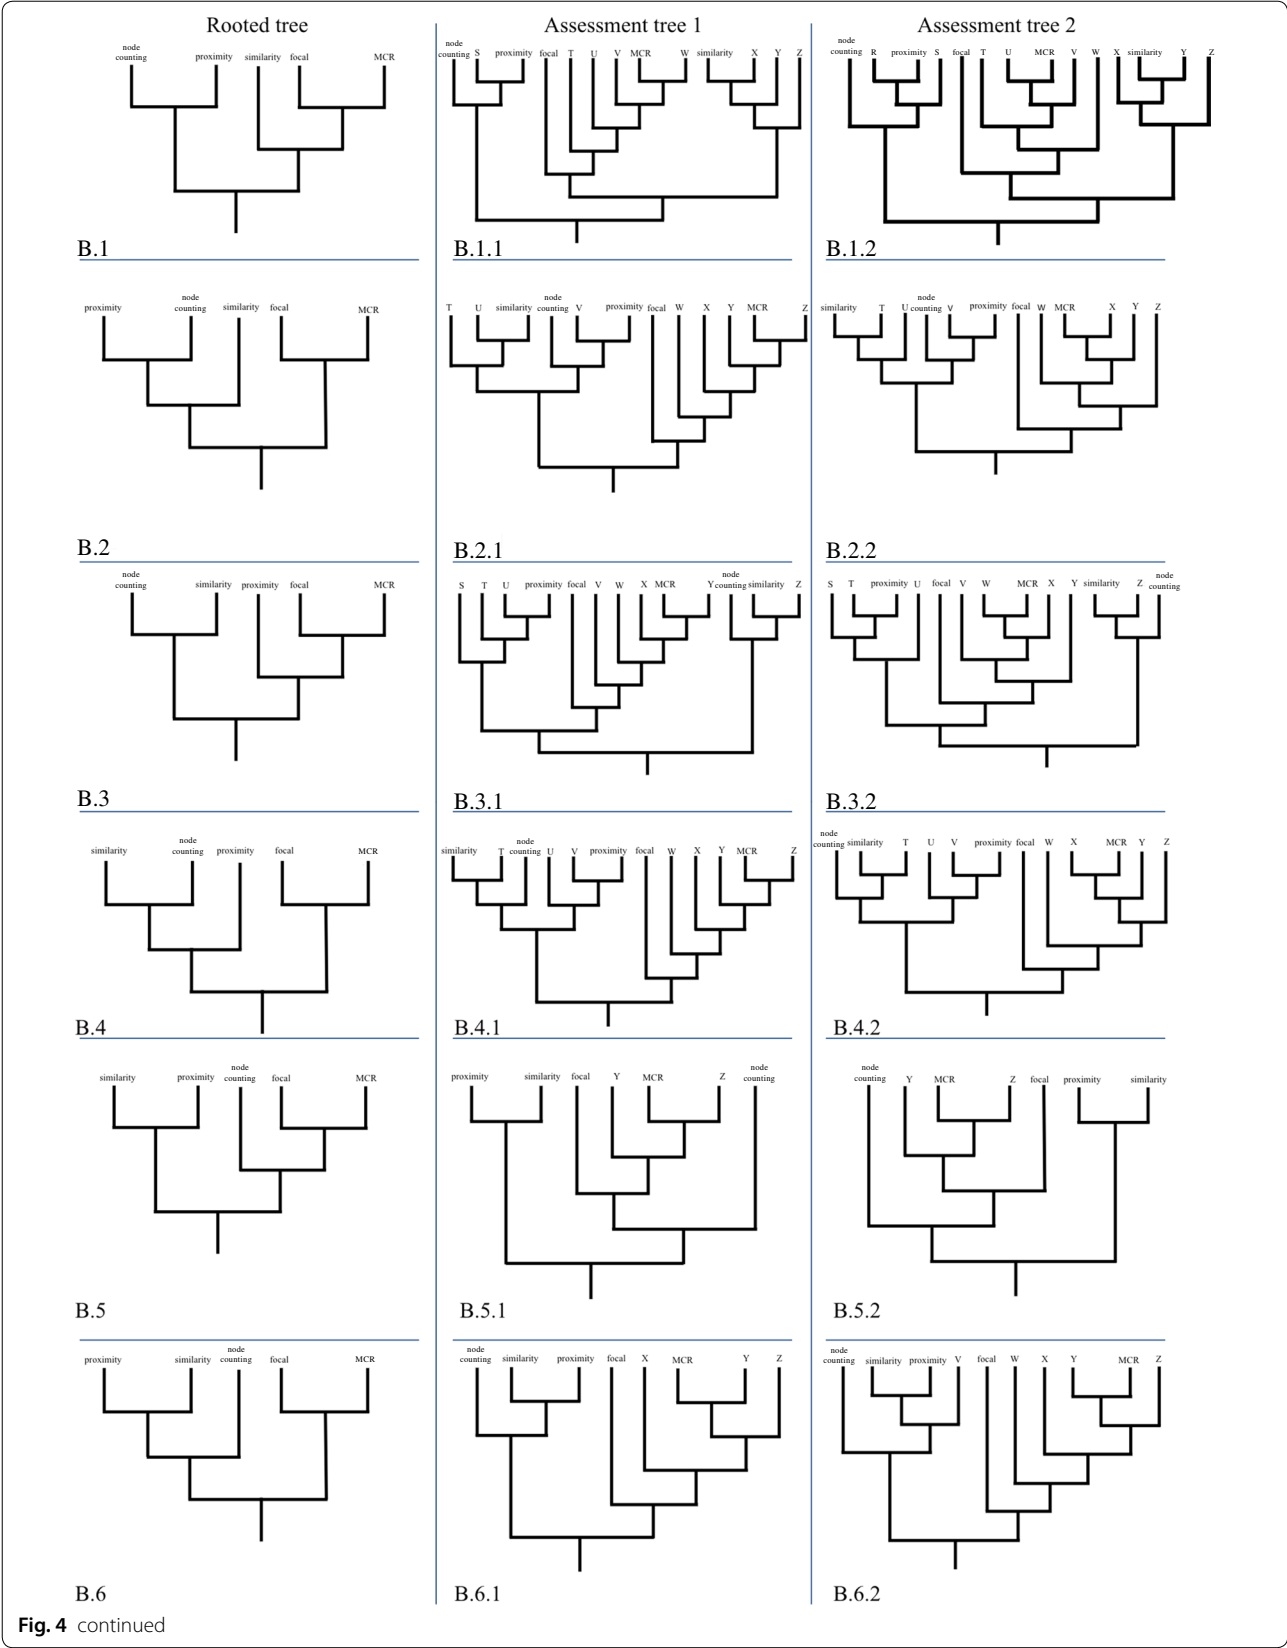 Rooted tree
Assessment tree 1
Assessment tree 2
node
counting proximity similarity focal MCR
B.1
node
counting S proximity focal T U V MCR W similarity X Y Z
B.1.1
node
counting R proximity S focal T U MCR V W X similarity Y Z
B.1.2
proximity node
counting similarity focal MCR
B.2
T U similarity node
counting V proximity focal W X Y MCR Z
B.2.1
similarity T U node
counting V proximity focal W MCR X Y Z
B.2.2
node
counting similarity proximity focal MCR
B.3
S T U proximity focal V W X MCR Y node
counting similarity Z
B.3.1
S T proximity U focal V W MCR X Y similarity Z node
counting
B.3.2
similarity node
counting proximity focal MCR
B.4
similarity T node
counting U V proximity focal W X Y MCR Z
B.4.1
node
counting similarity T U V proximity focal W X MCR Y Z
B.4.2
similarity proximity node
counting focal MCR
B.5
proximity similarity focal Y MCR Z node
counting
B.5.1
node
counting Y MCR Z focal proximity similarity
B.5.2
proximity similarity node
counting focal MCR
B.6
node
counting similarity proximity focal X MCR Y Z
B.6.1
node
counting similarity proximity V focal W X Y MCR Z
B.6.2
Fig. 4 continued